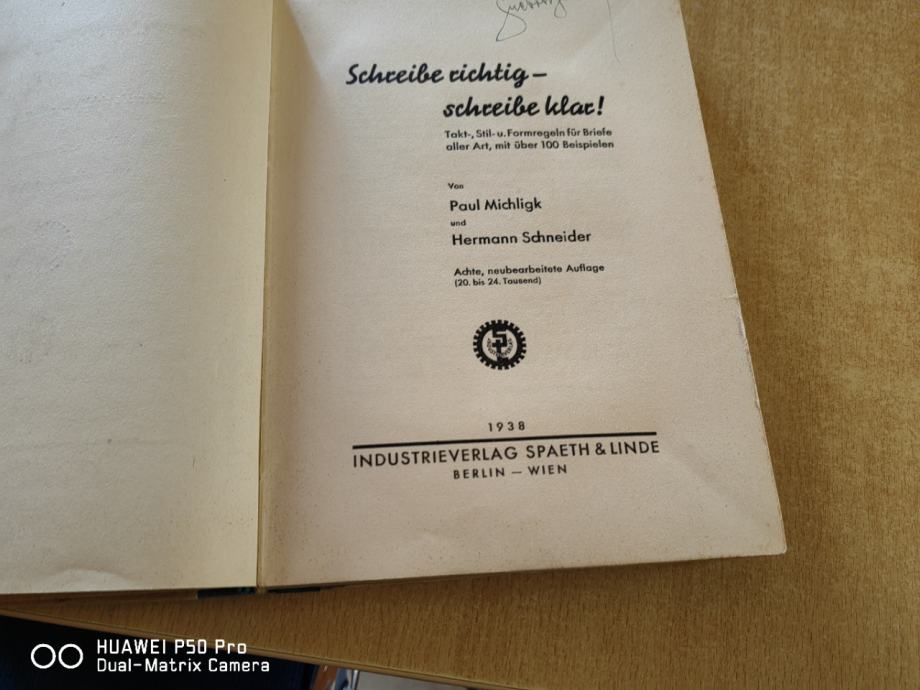 Schreibe richtig –
schreibe klar!
Takt-, Stil- u. Formregeln für Briefe
aller Art, mit über 100 Beispielen
Von
Paul Michligk
und
Hermann Schneider
Achte, neubearbeitete Auflage
(20. bis 24. Tausend)
1938
INDUSTRIEVERLAG SPAETH & LINDE
BERLIN — WIEN
HUAWEI P50 Pro
Dual-Matrix Camera